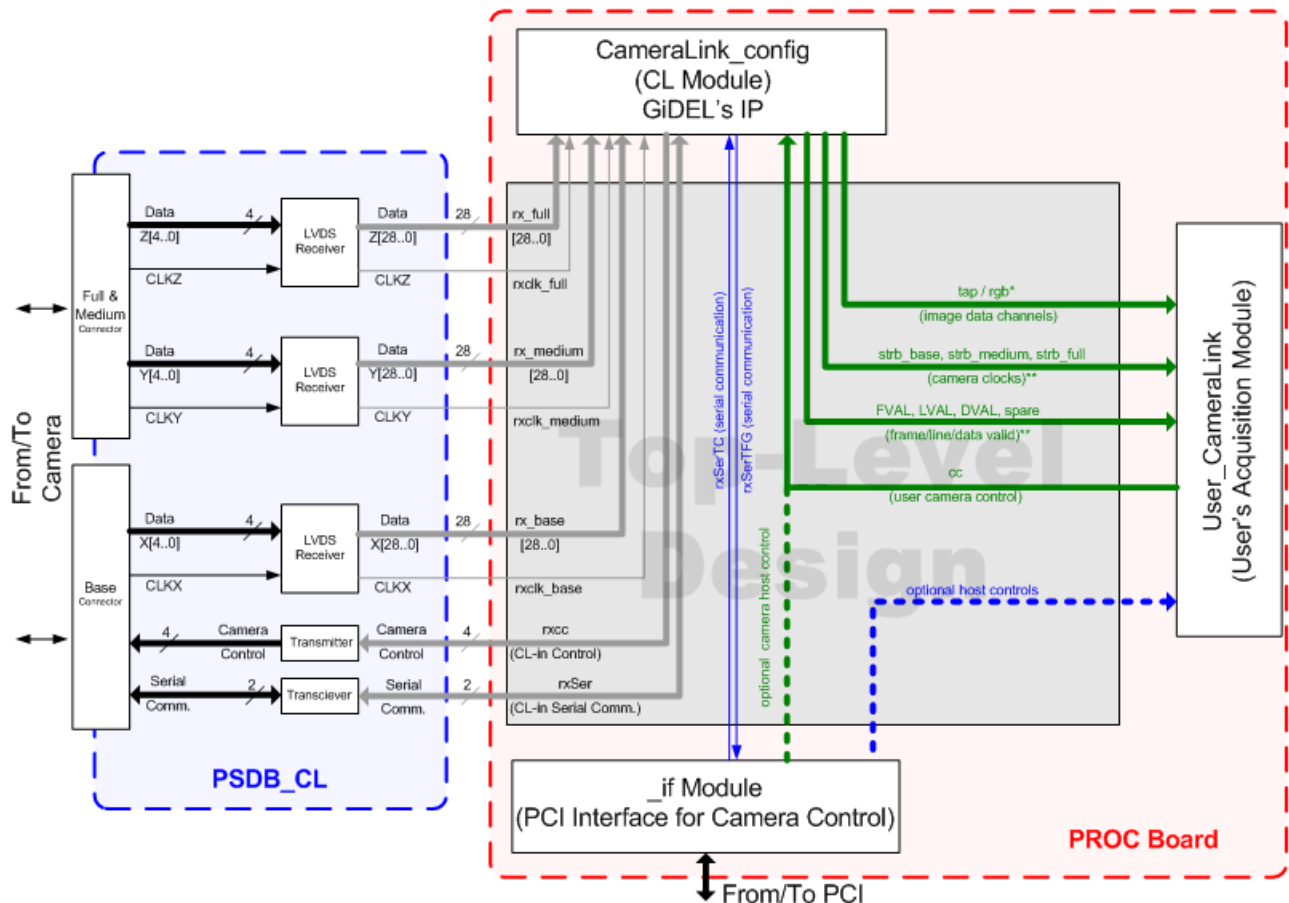 CameraLink_config
(CL Module)
GiDEL's IP
Data
4
Z[4..0]
CLKZ
LVDS
Receiver
Data
28
Z[28..0]
CLKZ
rx_full
[28..0]
rxclk_full
Full &
Medium
Connector
Data
4
Y[4..0]
CLKY
LVDS
Receiver
Data
28
Y[28..0]
CLKY
rx_medium
[28..0]
rxclk_medium
From/To
Camera
Base
Connector
Data
4
X[4..0]
CLKX
LVDS
Receiver
Data
28
X[28..0]
CLKX
rx_base
[28..0]
rxclk_base
4
Camera
Control
Transmitter
Camera
Control
4
rxcc
(CL-in Control)
Serial
Comm.
2
Transciever
Serial
Comm.
2
rxSer
(CL-in Serial Comm.)
PSDB_CL
rxSerTC (serial communication)
rxSerTFG (serial communication)
Top-Level
Design
tap / rgb*
(image data channels)
strb_base, strb_medium, strb_full
(camera clocks)**
FVAL, LVAL, DVAL, spare
(frame/line/data valid)**
cc
(user camera control)
optional camera host control
optional host controls
User_CameraLink
(User's Acquisition Module)
_if Module
(PCI Interface for Camera Control)
PROC Board
From/To PCI